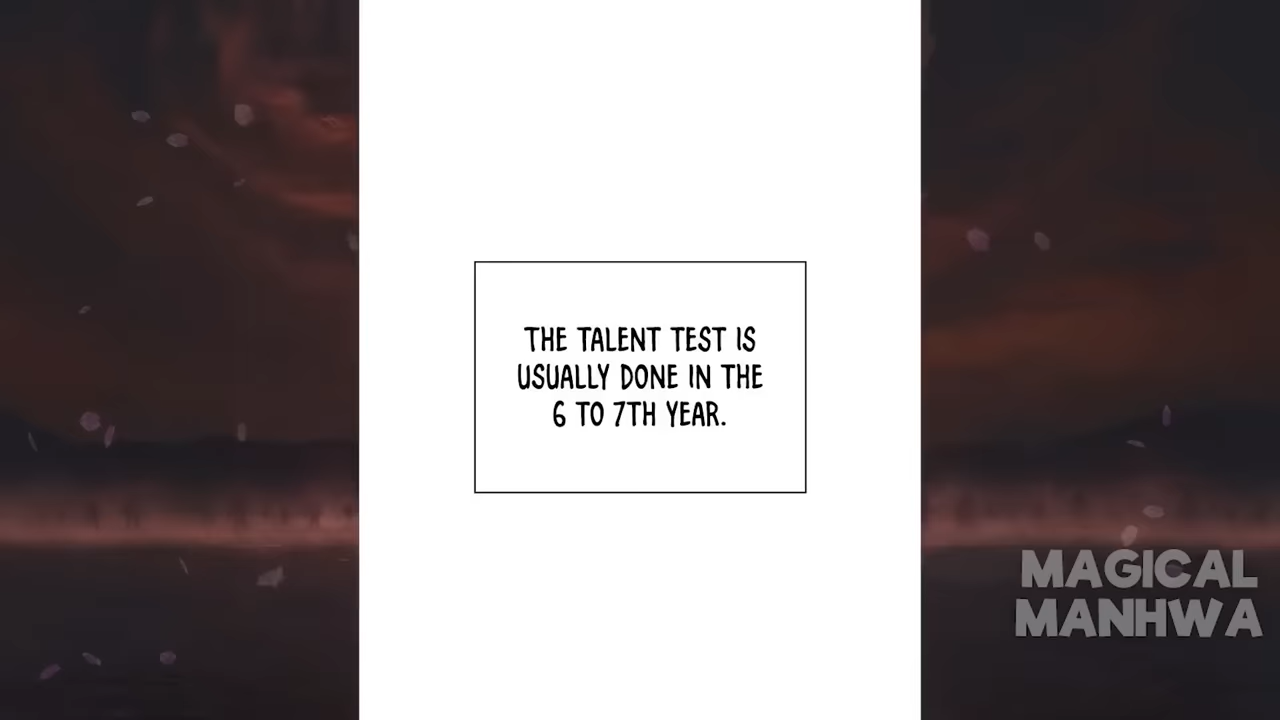 THE TALENT TEST IS
USUALLY DONE IN THE
6 TO 7TH YEAR.
MAGICAL
MANHWA